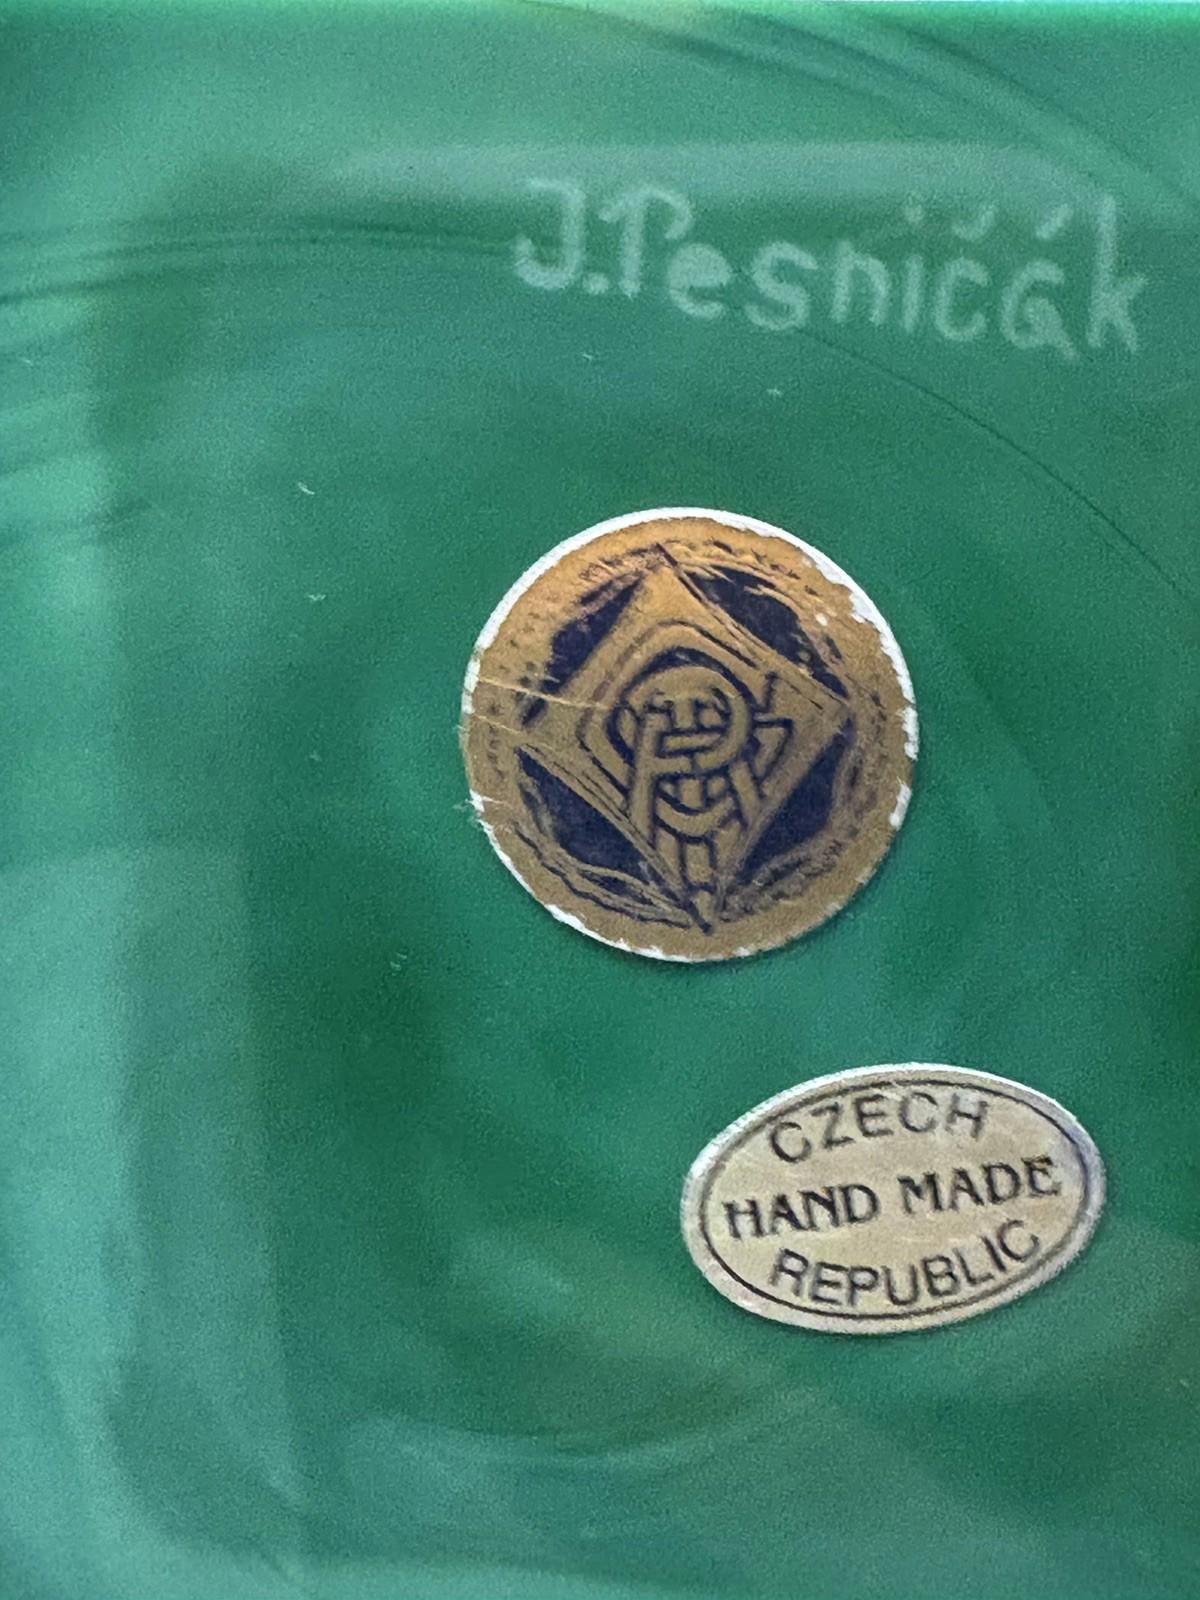 J.Pesničák
CZECH
HAND MADE
REPUBLIC